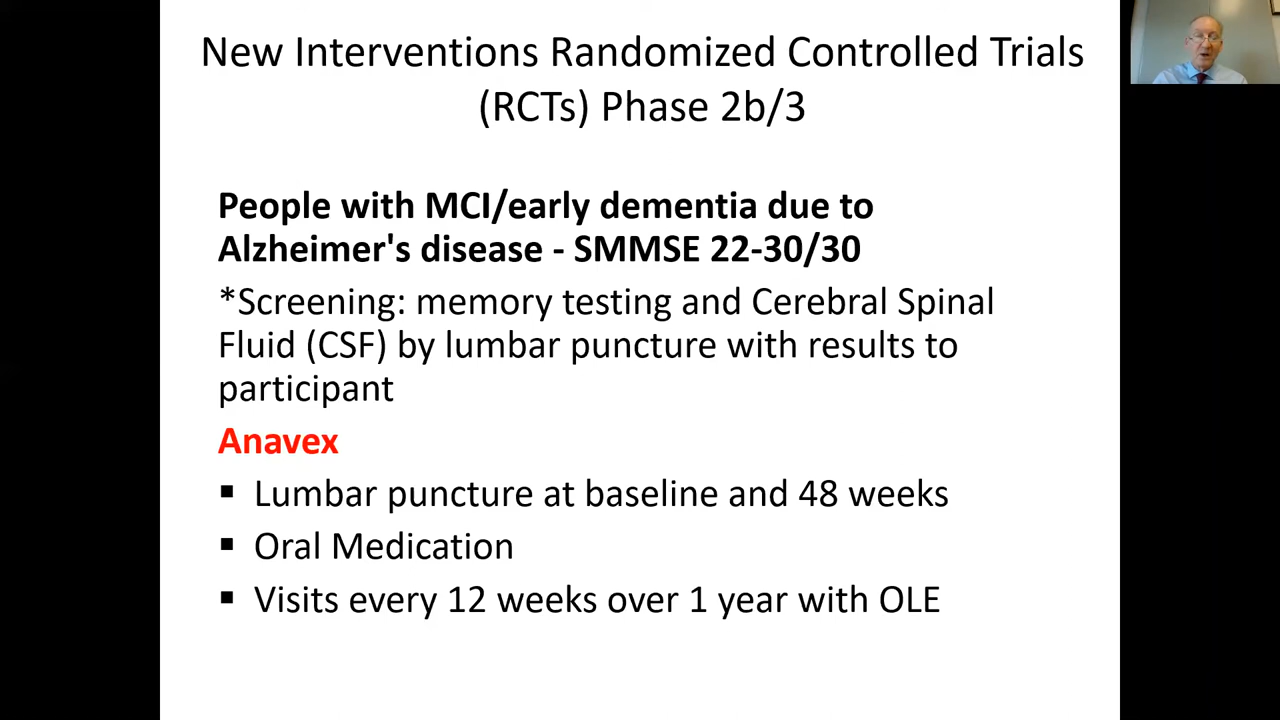 New Interventions Randomized Controlled Trials
(RCTs) Phase 2b/3
People with MCI/early dementia due to
Alzheimer's disease - SMMSE 22-30/30
*Screening: memory testing and Cerebral Spinal
Fluid (CSF) by lumbar puncture with results to
participant
Anavex
▪ Lumbar puncture at baseline and 48 weeks
▪ Oral Medication
▪ Visits every 12 weeks over 1 year with OLE